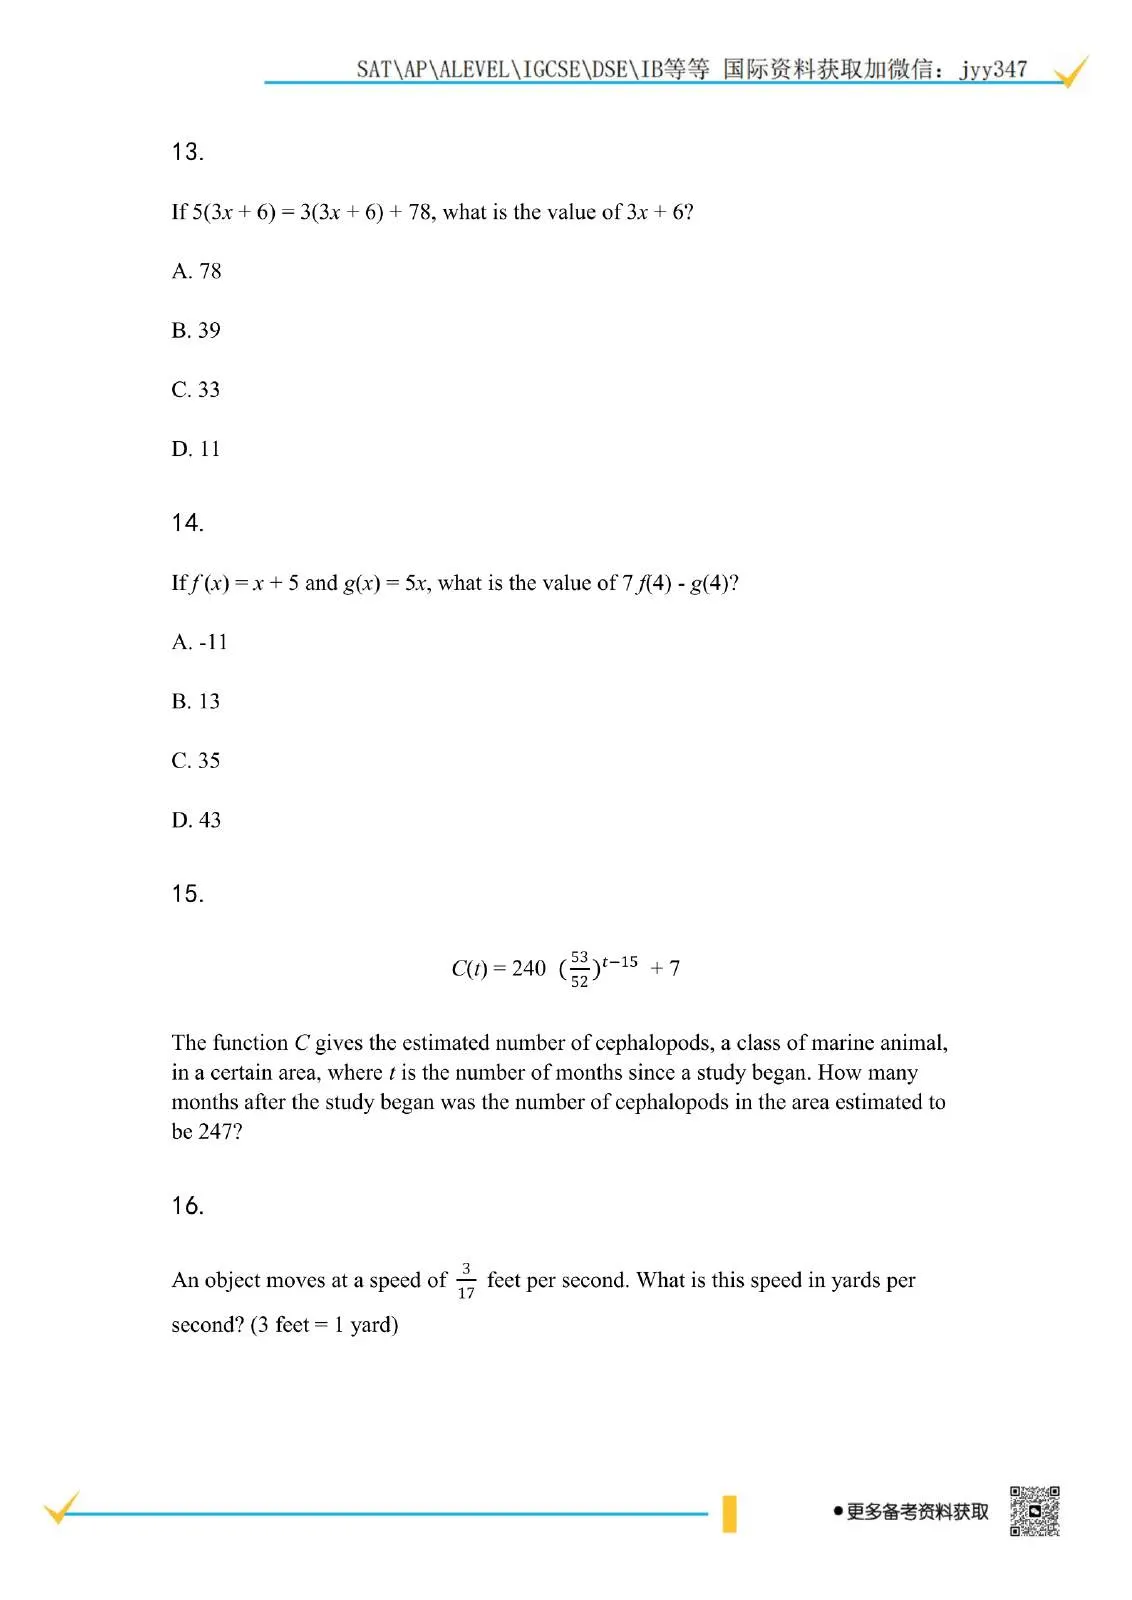 SAT\AP\ALEVEL\IGCSE\DSE\IB等等 国际资料获取加微信：jyy347
13.
If 5(3x + 6) = 3(3x + 6) + 78, what is the value of 3x + 6?
A. 78
B. 39
C. 33
D. 11
14.
If f (x) = x + 5 and g(x) = 5x, what is the value of 7 f(4) - g(4)?
A. -11
B. 13
C. 35
D. 43
15.
C(t) = 240 (53/52)^{t−15} + 7
The function C gives the estimated number of cephalopods, a class of marine animal,
in a certain area, where t is the number of months since a study began. How many
months after the study began was the number of cephalopods in the area estimated to
be 247?
16.
An object moves at a speed of 3/17 feet per second. What is this speed in yards per
second? (3 feet = 1 yard)
●更多备考资料获取